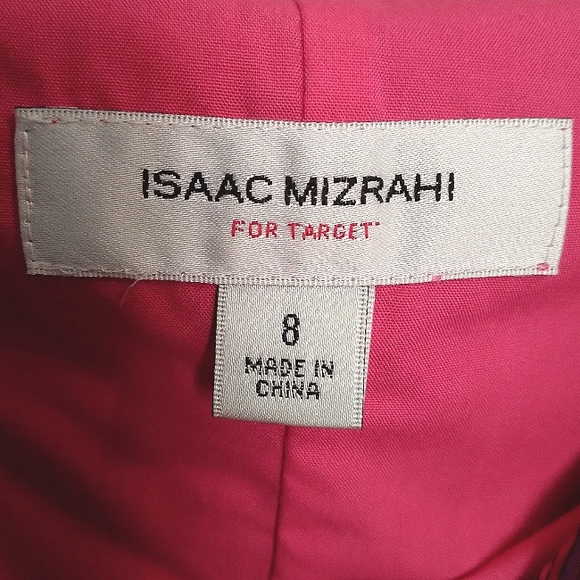 ISAAC MIZRAHI
FOR TARGET
8
MADE IN
CHINA